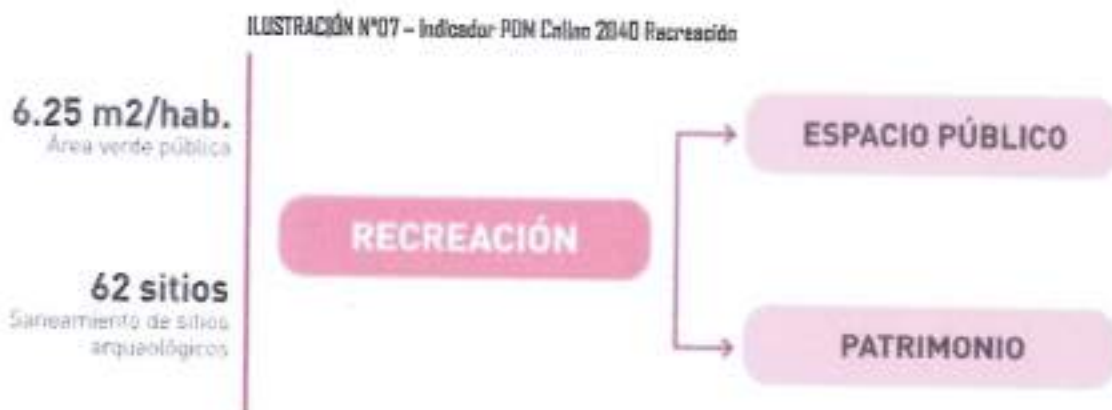 ILUSTRACIÓN N°07 – Indicador PDM Callao 2040 Recreación
6.25 m2/hab.
Área verde pública
62 sitios
Saneamiento de sitios
arqueológicos
RECREACIÓN
ESPACIO PÚBLICO
PATRIMONIO